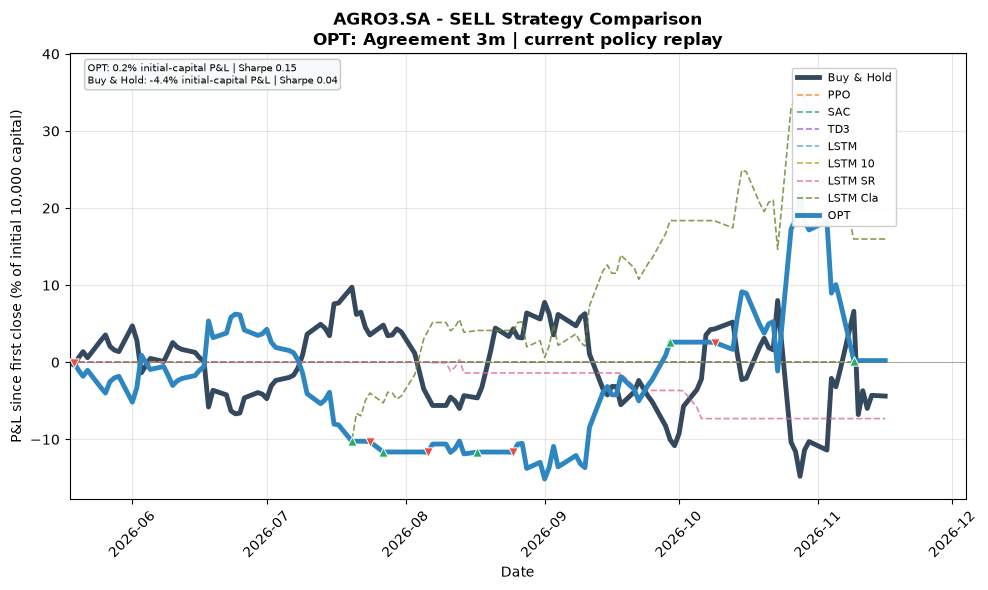 AGRO3.SA - SELL Strategy Comparison
OPT: Agreement 3m | current policy replay
OPT: 0.2% initial-capital P&L | Sharpe 0.15
Buy & Hold: -4.4% initial-capital P&L | Sharpe 0.04
Buy & Hold
PPO
SAC
TD3
LSTM
LSTM 10
LSTM SR
LSTM Cla
OPT
P&L since first close (% of initial 10,000 capital)
40
30
20
10
0
−10
2026-06
2026-07
2026-08
2026-09
2026-10
2026-11
2026-12
Date